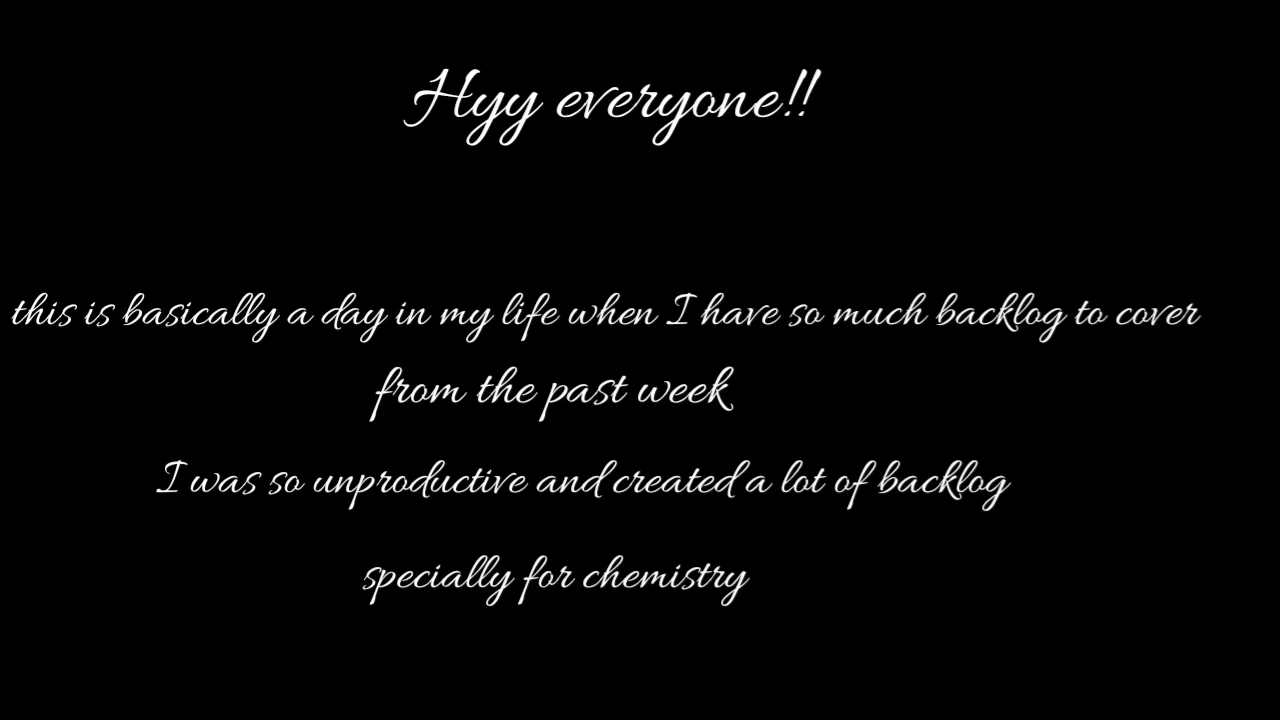 Hyy everyone!!
this is basically a day in my life when I have so much backlog to cover
from the past week
I was so unproductive and created a lot of backlog
specially for chemistry